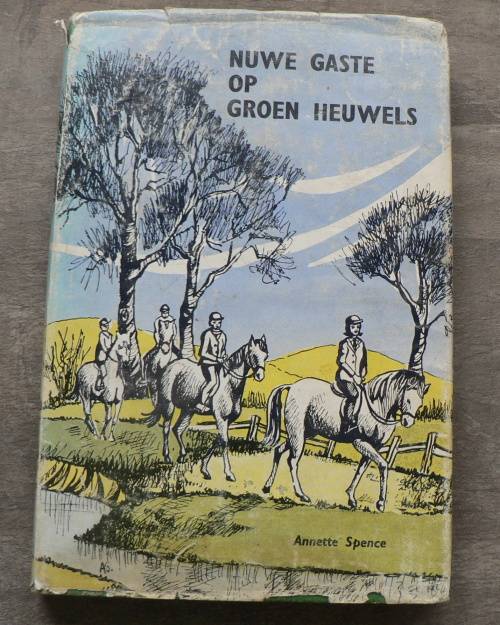 NUWE GASTE
OP
GROEN HEUWELS
Annette Spence